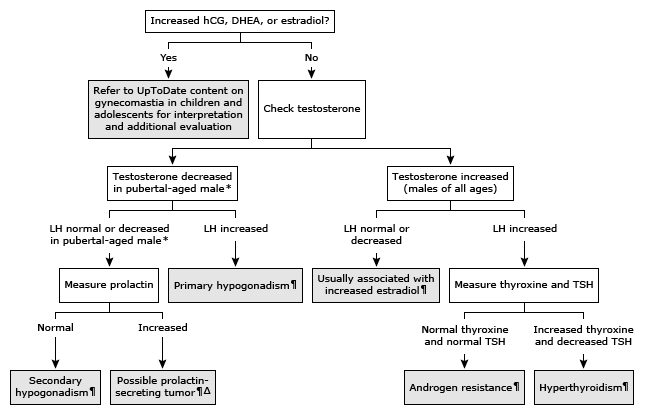 Increased hCG, DHEA, or estradiol?
Yes
No
Refer to UpToDate content on
gynecomastia in children and
adolescents for interpretation
and additional evaluation
Check testosterone
Testosterone decreased
in pubertal-aged male*
Testosterone increased
(males of all ages)
LH normal or decreased
in pubertal-aged male*
LH increased
LH normal or
decreased
LH increased
Measure prolactin
Primary hypogonadism¶
Usually associated with
increased estradiol¶
Measure thyroxine and TSH
Normal
Increased
Normal thyroxine
and normal TSH
Increased thyroxine
and decreased TSH
Secondary
hypogonadism¶
Possible prolactin-
secreting tumor¶Δ
Androgen resistance¶
Hyperthyroidism¶